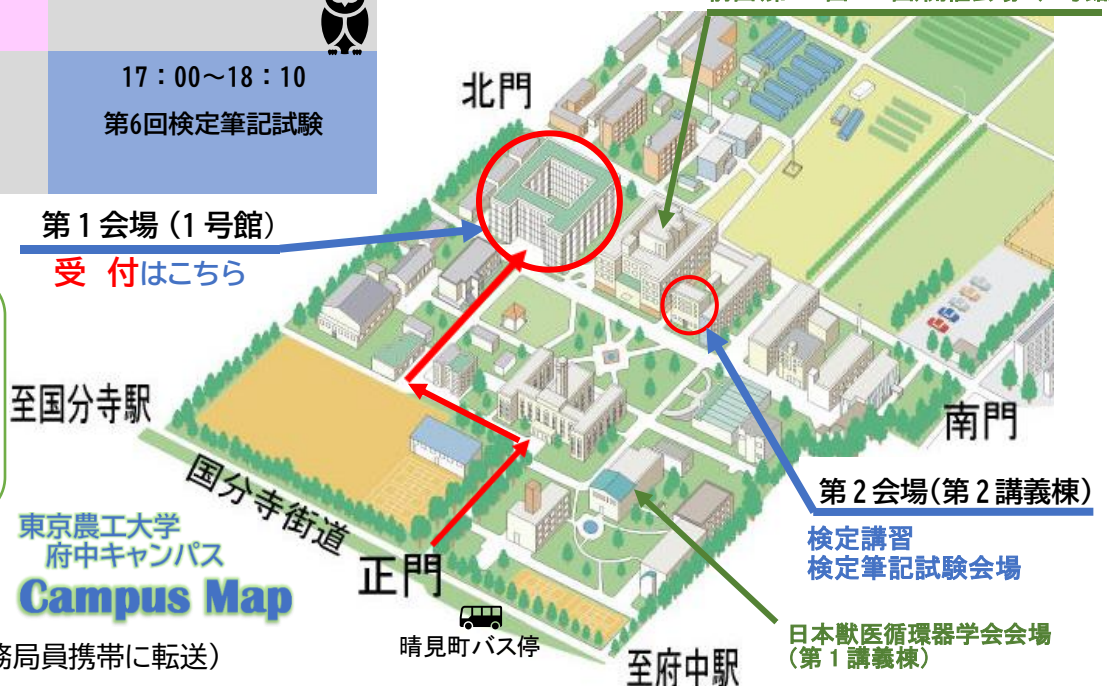 17：00～18：10
第6回検定筆記試験
北門
第１会場（１号館）
受　付はこちら
至国分寺駅
国分寺街道
南門
第２会場(第２講義棟)
検定講習
検定筆記試験会場
東京農工大学
府中キャンパス
Campus Map
正門
晴見町バス停
日本獣医循環器学会会場
(第１講義棟)
局員携帯に転送）
至府中駅